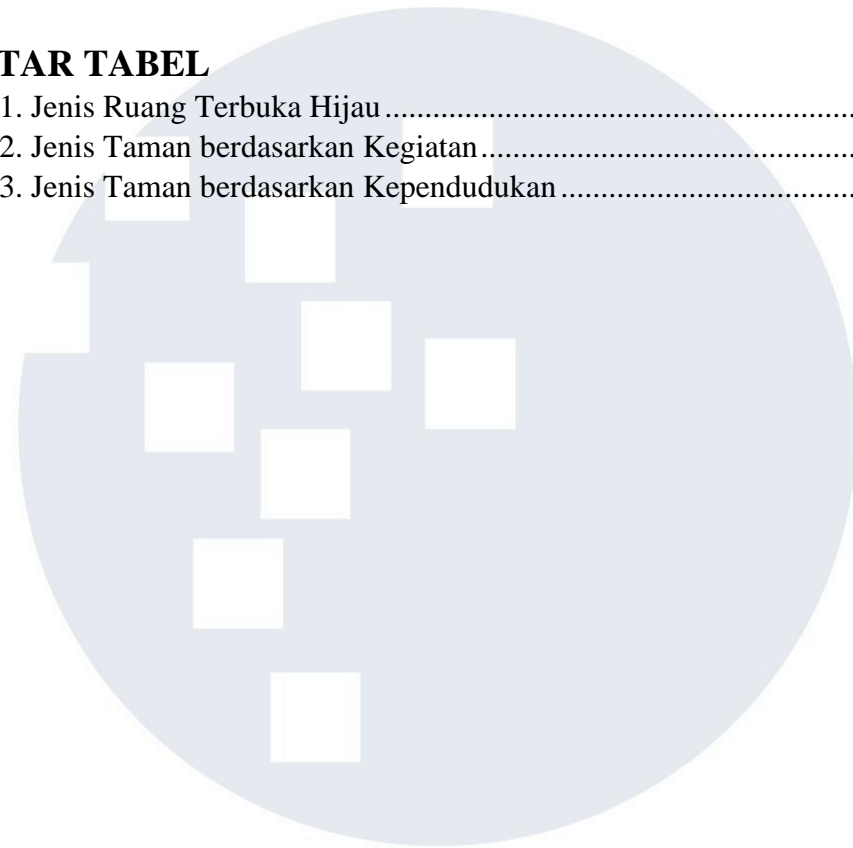 TAR TABEL
1. Jenis Ruang Terbuka Hijau ............................................................
2. Jenis Taman berdasarkan Kegiatan ................................................
3. Jenis Taman berdasarkan Kependudukan ......................................